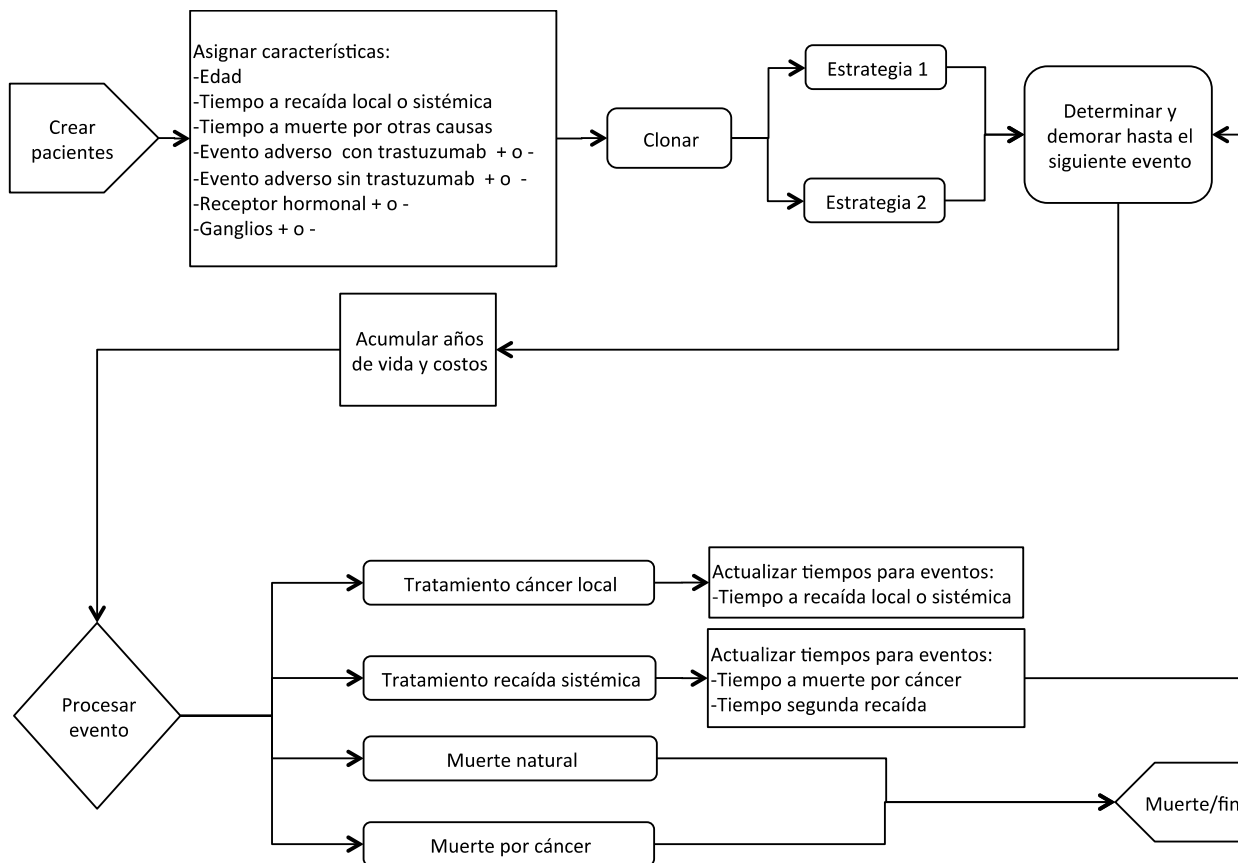 Crear
pacientes
Asignar características:
-Edad
-Tiempo a recaída local o sistémica
-Tiempo a muerte por otras causas
-Evento adverso  con trastuzumab  + o -
-Evento adverso sin trastuzumab  + o  -
-Receptor hormonal + o -
-Ganglios + o -
Clonar
Estrategia 1
Estrategia 2
Determinar y
demorar hasta el
siguiente evento
Acumular años
de vida y costos
Procesar
evento
Tratamiento cáncer local
Actualizar tiempos para eventos:
-Tiempo a recaída local o sistémica
Tratamiento recaída sistémica
Actualizar tiempos para eventos:
-Tiempo a muerte por cáncer
-Tiempo segunda recaída
Muerte natural
Muerte por cáncer
Muerte/fin